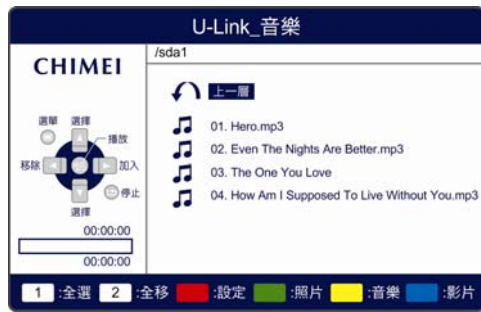 U-Link_音樂
/sda1
CHIMEI
上一層
選單 選擇
播放
移除 加入
停止
選擇
01. Hero.mp3
02. Even The Nights Are Better.mp3
03. The One You Love
04. How Am I Supposed To Live Without You.mp3
00:00:00
00:00:00
1 :全選 2 :全移 :設定 :照片 :音樂 :影片